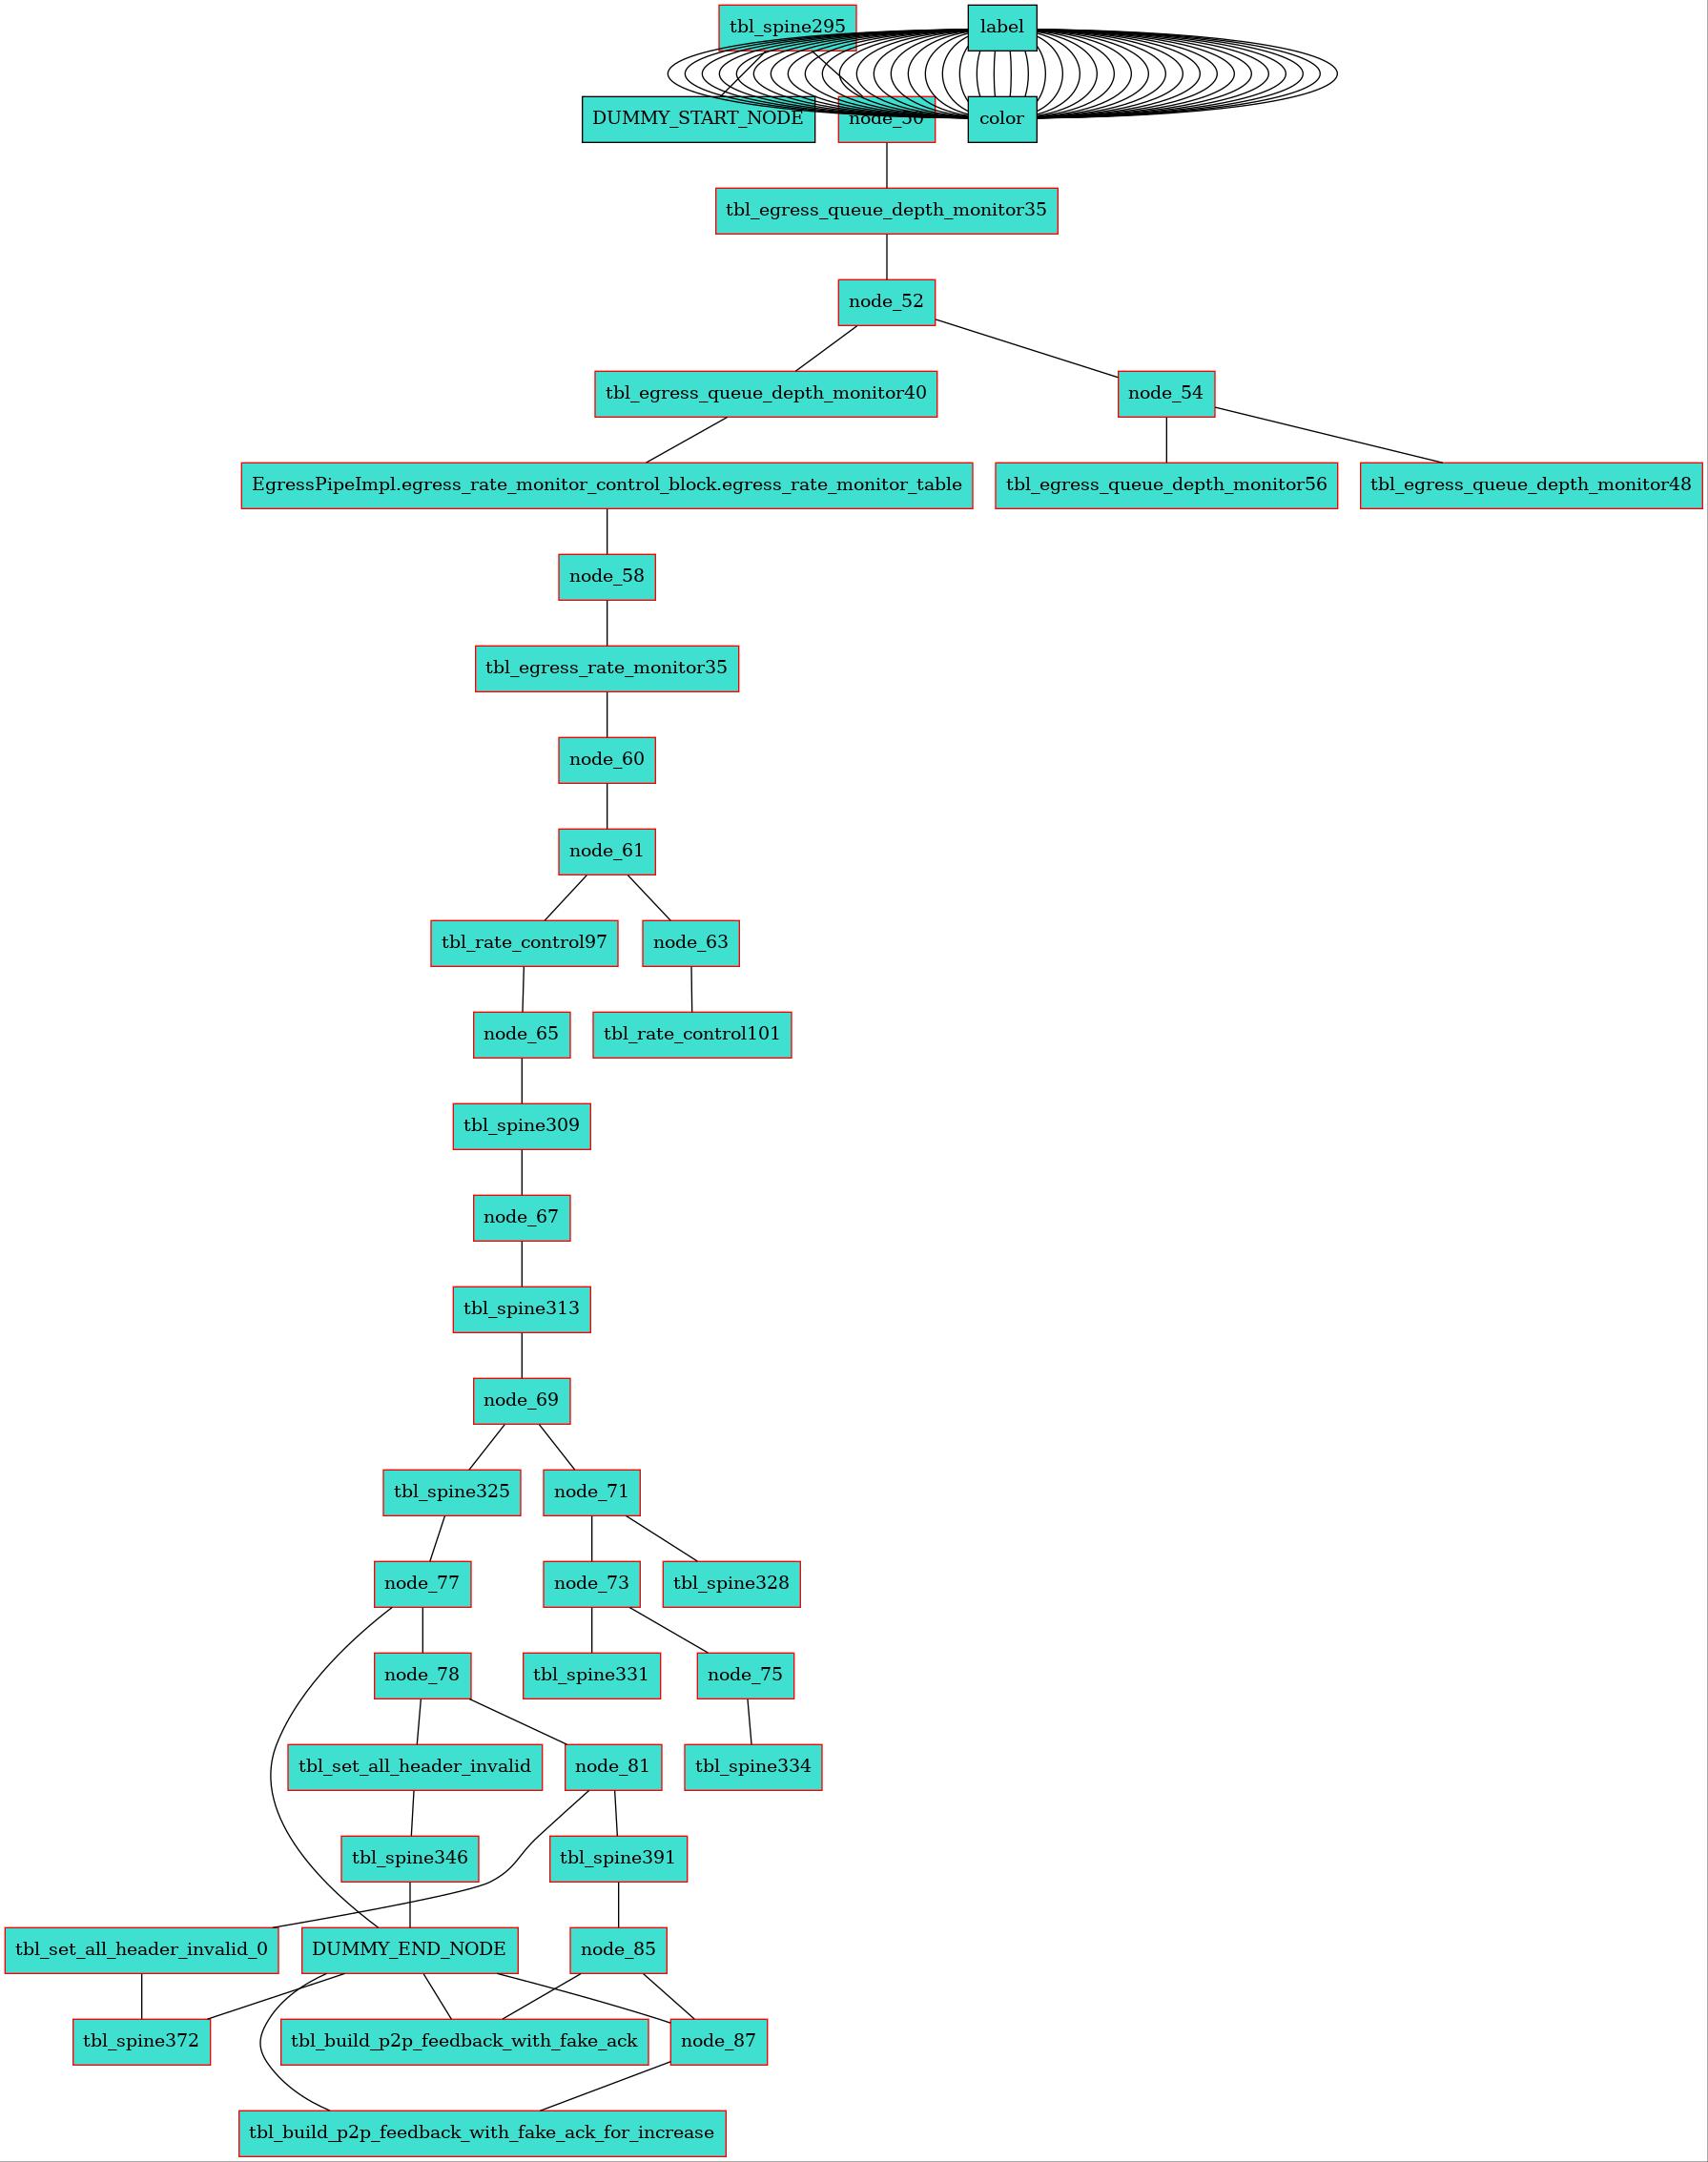 tbl_spine295
label
DUMMY_START_NODE
node_50
color
tbl_egress_queue_depth_monitor35
node_52
tbl_egress_queue_depth_monitor40
node_54
EgressPipeImpl.egress_rate_monitor_control_block.egress_rate_monitor_table
tbl_egress_queue_depth_monitor56
tbl_egress_queue_depth_monitor48
node_58
tbl_egress_rate_monitor35
node_60
node_61
tbl_rate_control97
node_63
node_65
tbl_rate_control101
tbl_spine309
node_67
tbl_spine313
node_69
tbl_spine325
node_71
node_77
node_73
tbl_spine328
node_78
tbl_spine331
node_75
tbl_set_all_header_invalid
node_81
tbl_spine334
tbl_spine346
tbl_spine391
tbl_set_all_header_invalid_0
DUMMY_END_NODE
node_85
tbl_spine372
tbl_build_p2p_feedback_with_fake_ack
node_87
tbl_build_p2p_feedback_with_fake_ack_for_increase